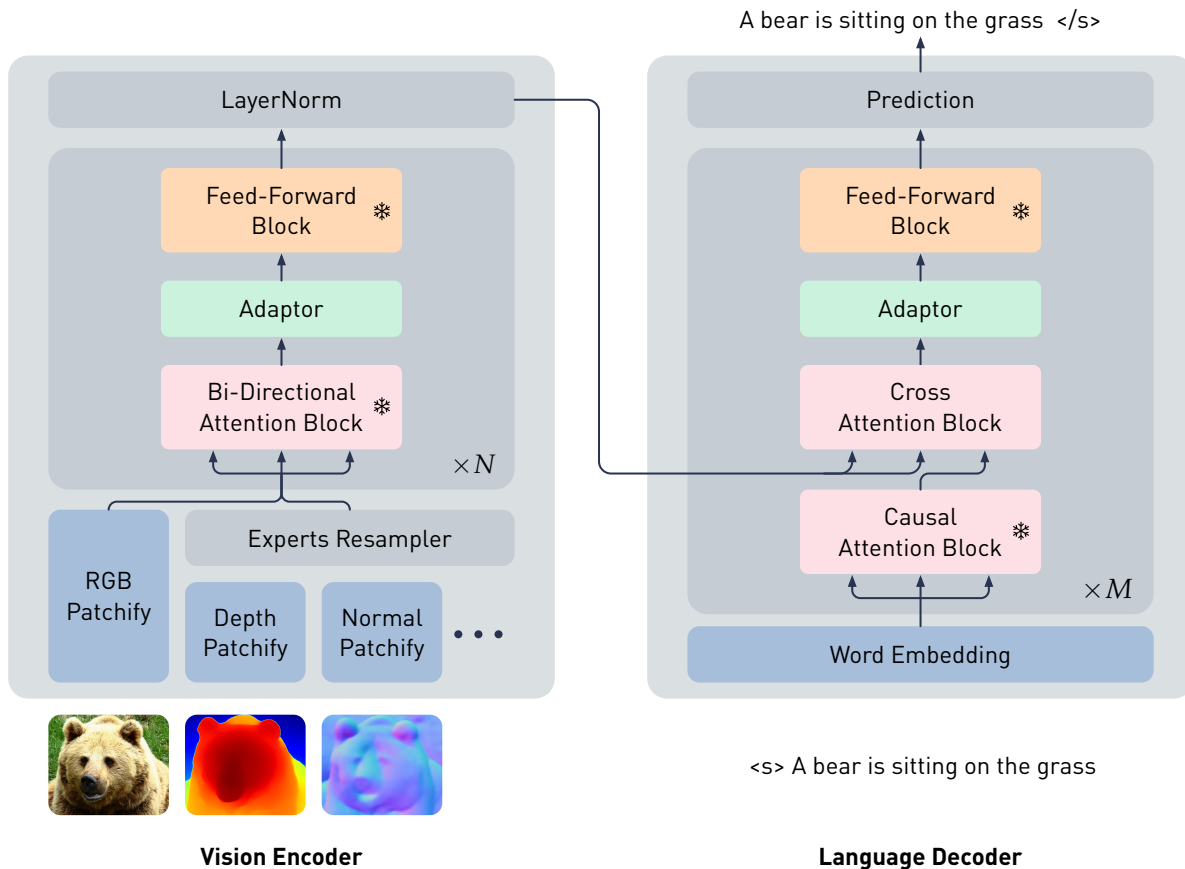 A bear is sitting on the grass </s>
LayerNorm
Feed-Forward
Block
Adaptor
Bi-Directional
Attention Block
×N
Experts Resampler
RGB
Patchify
Depth
Patchify
Normal
Patchify
Vision Encoder
Prediction
Feed-Forward
Block
Adaptor
Cross
Attention Block
Causal
Attention Block
×M
Word Embedding
<s> A bear is sitting on the grass
Language Decoder